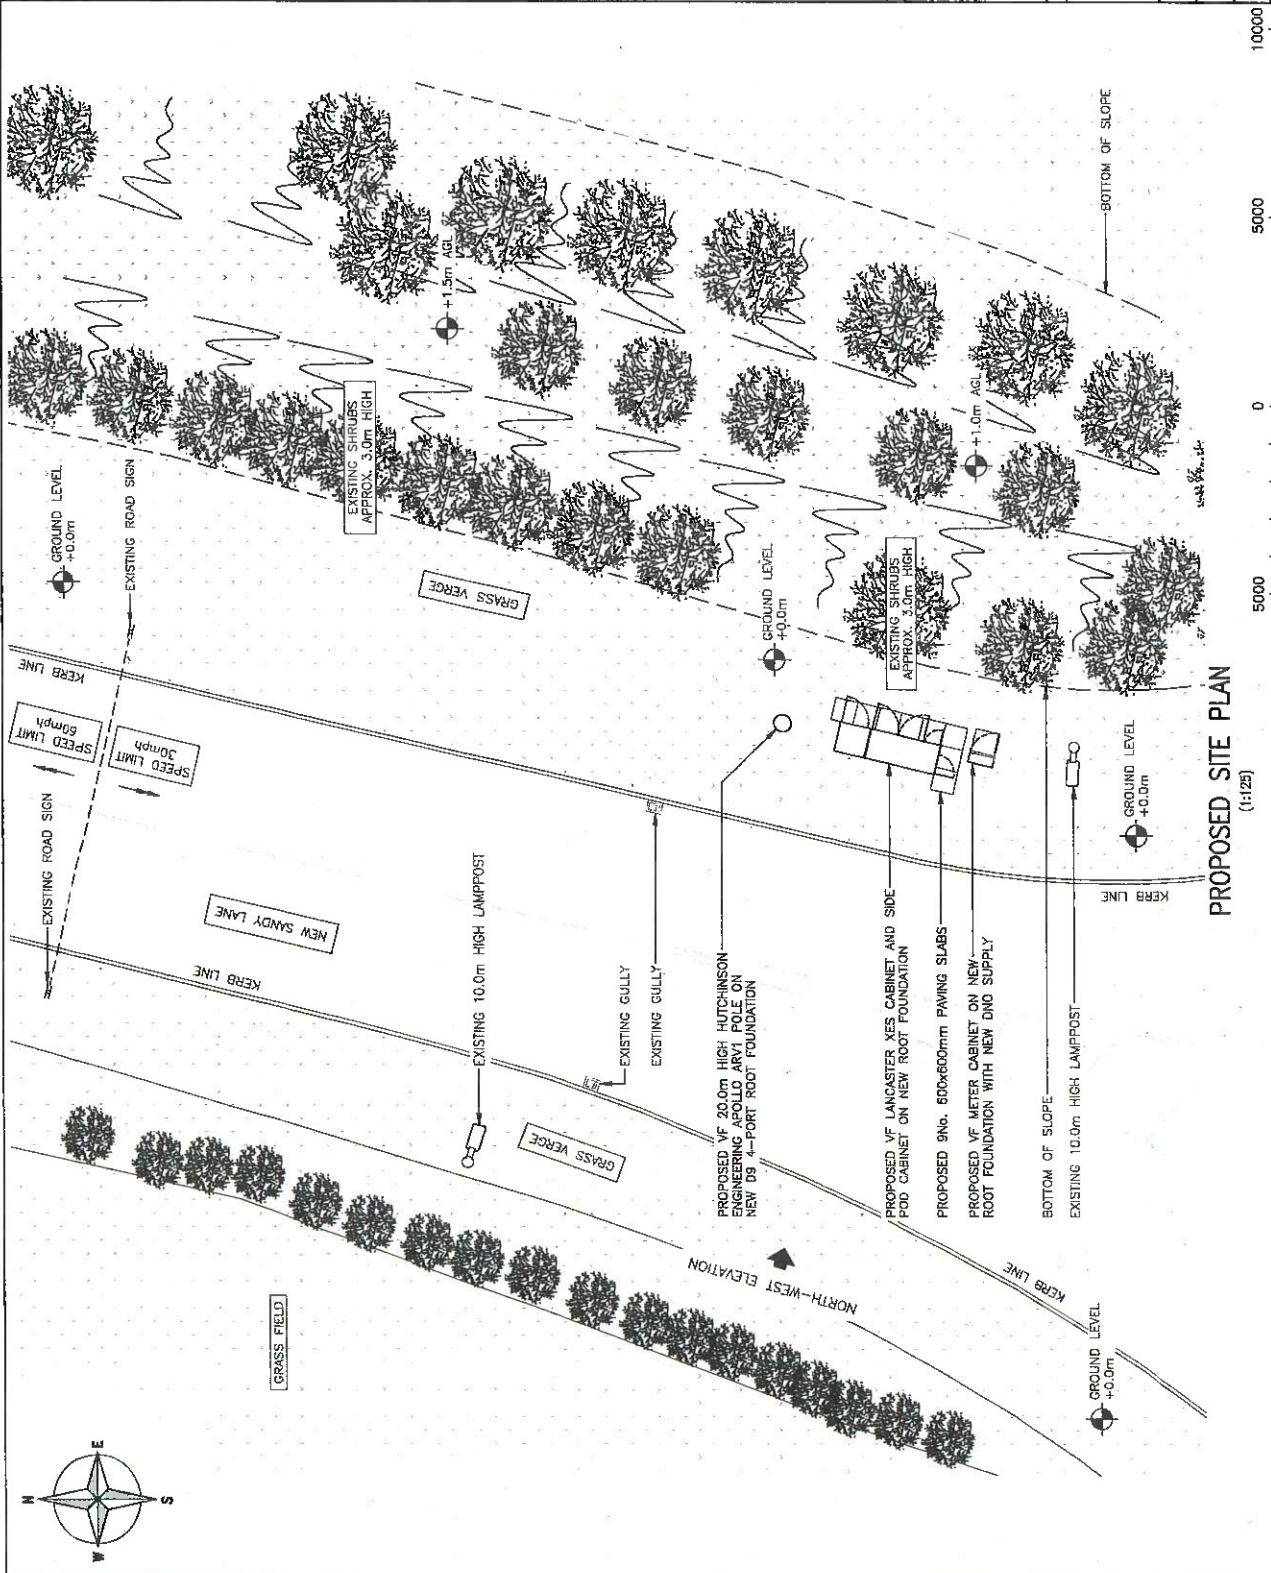 N
E
S
W
10000
5000
0
5000
GROUND LEVEL
+0.0m
EXISTING ROAD SIGN
KERB LINE
SPEED LIMIT
60mph
SPEED LIMIT
30mph
EXISTING ROAD SIGN
EXISTING SHRUBS
APPROX. 3.0m HIGH
+1.5m AGL
GRASS VERGE
NEW SANDY LANE
KERB LINE
EXISTING 10.0m HIGH LAMPPOST
GRASS VERGE
GRASS FIELD
EXISTING GULLY
EXISTING GULLY
GROUND LEVEL
+0.0m
PROPOSED VF 20.0m HIGH HUTCHINSON
ENGINEERING APOLLO ARV1 POLE ON
NEW D9 4-PORT ROOT FOUNDATION
NORTH-WEST ELEVATION
EXISTING SHRUBS
APPROX. 3.0m HIGH
+1.0m AGL
PROPOSED VF LANCASTER XES CABINET AND SIDE
POD CABINET ON NEW ROOT FOUNDATION
PROPOSED 9No. 600x600mm PAVING SLABS
PROPOSED VF METER CABINET ON NEW
ROOT FOUNDATION WITH NEW DNO SUPPLY
BOTTOM OF SLOPE
EXISTING 10.0m HIGH LAMPPOST
BOTTOM OF SLOPE
KERB LINE
GROUND LEVEL
+0.0m
GROUND LEVEL
+0.0m
KERB LINE
PROPOSED SITE PLAN
(1:125)